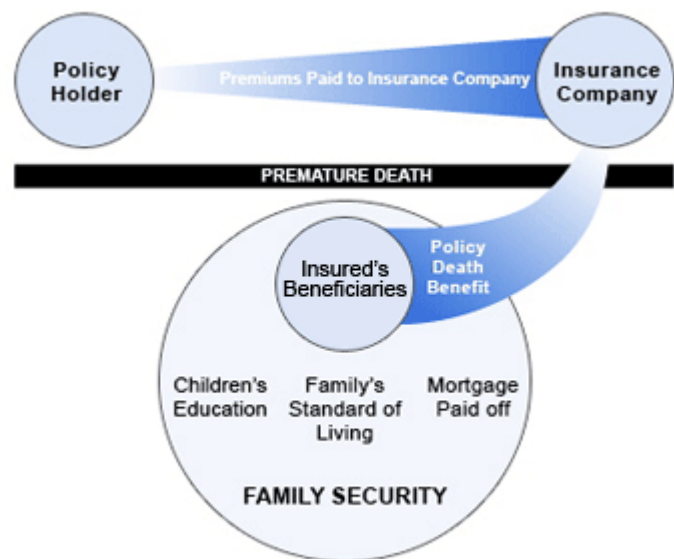 Policy
Holder
Premiums Paid to Insurance Company
Insurance
Company
PREMATURE DEATH
Insured's
Beneficiaries
Policy
Death
Benefit
Children's
Education
Family's
Standard of
Living
Mortgage
Paid off
FAMILY SECURITY